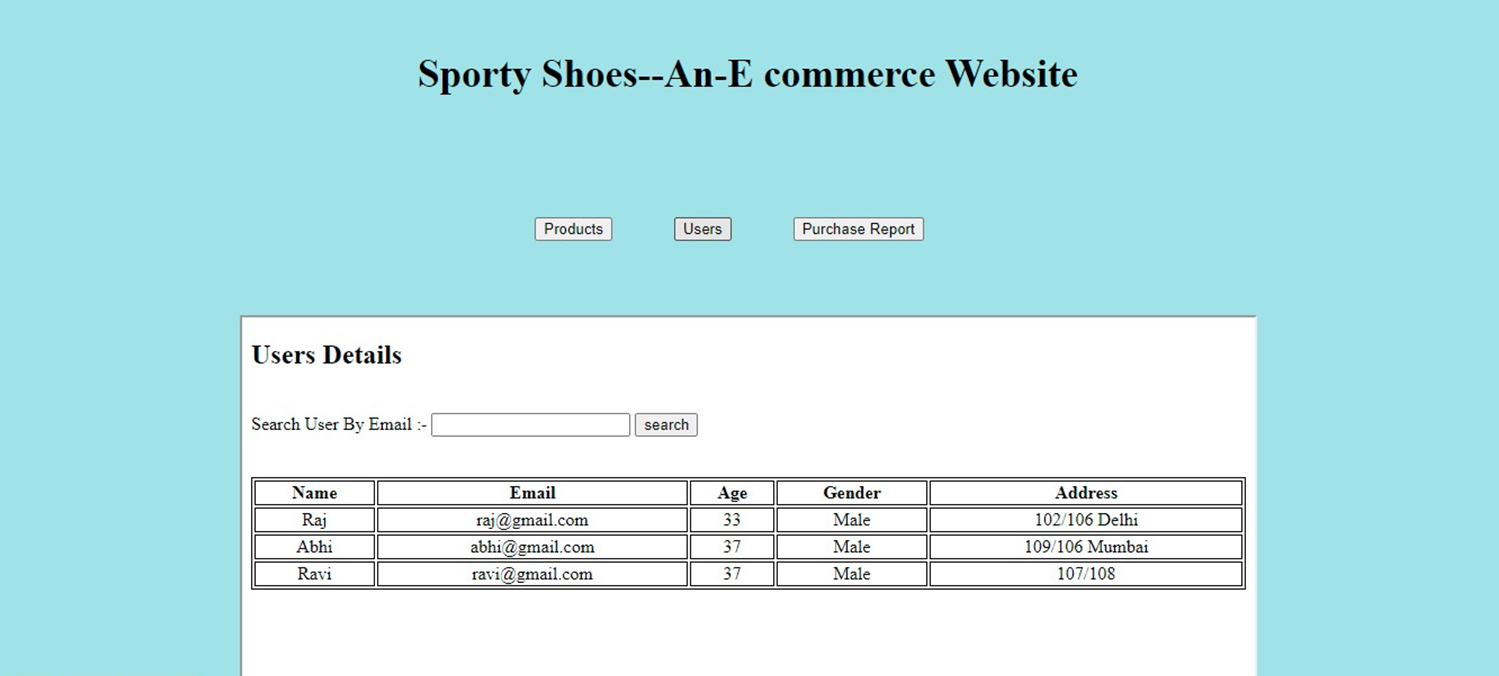 Sporty Shoes--An-E commerce Website
Products Users Purchase Report
Users Details
Search User By Email :- search
Name Email Age Gender Address
Raj raj@gmail.com 33 Male 102/106 Delhi
Abhi abhi@gmail.com 37 Male 109/106 Mumbai
Ravi ravi@gmail.com 37 Male 107/108